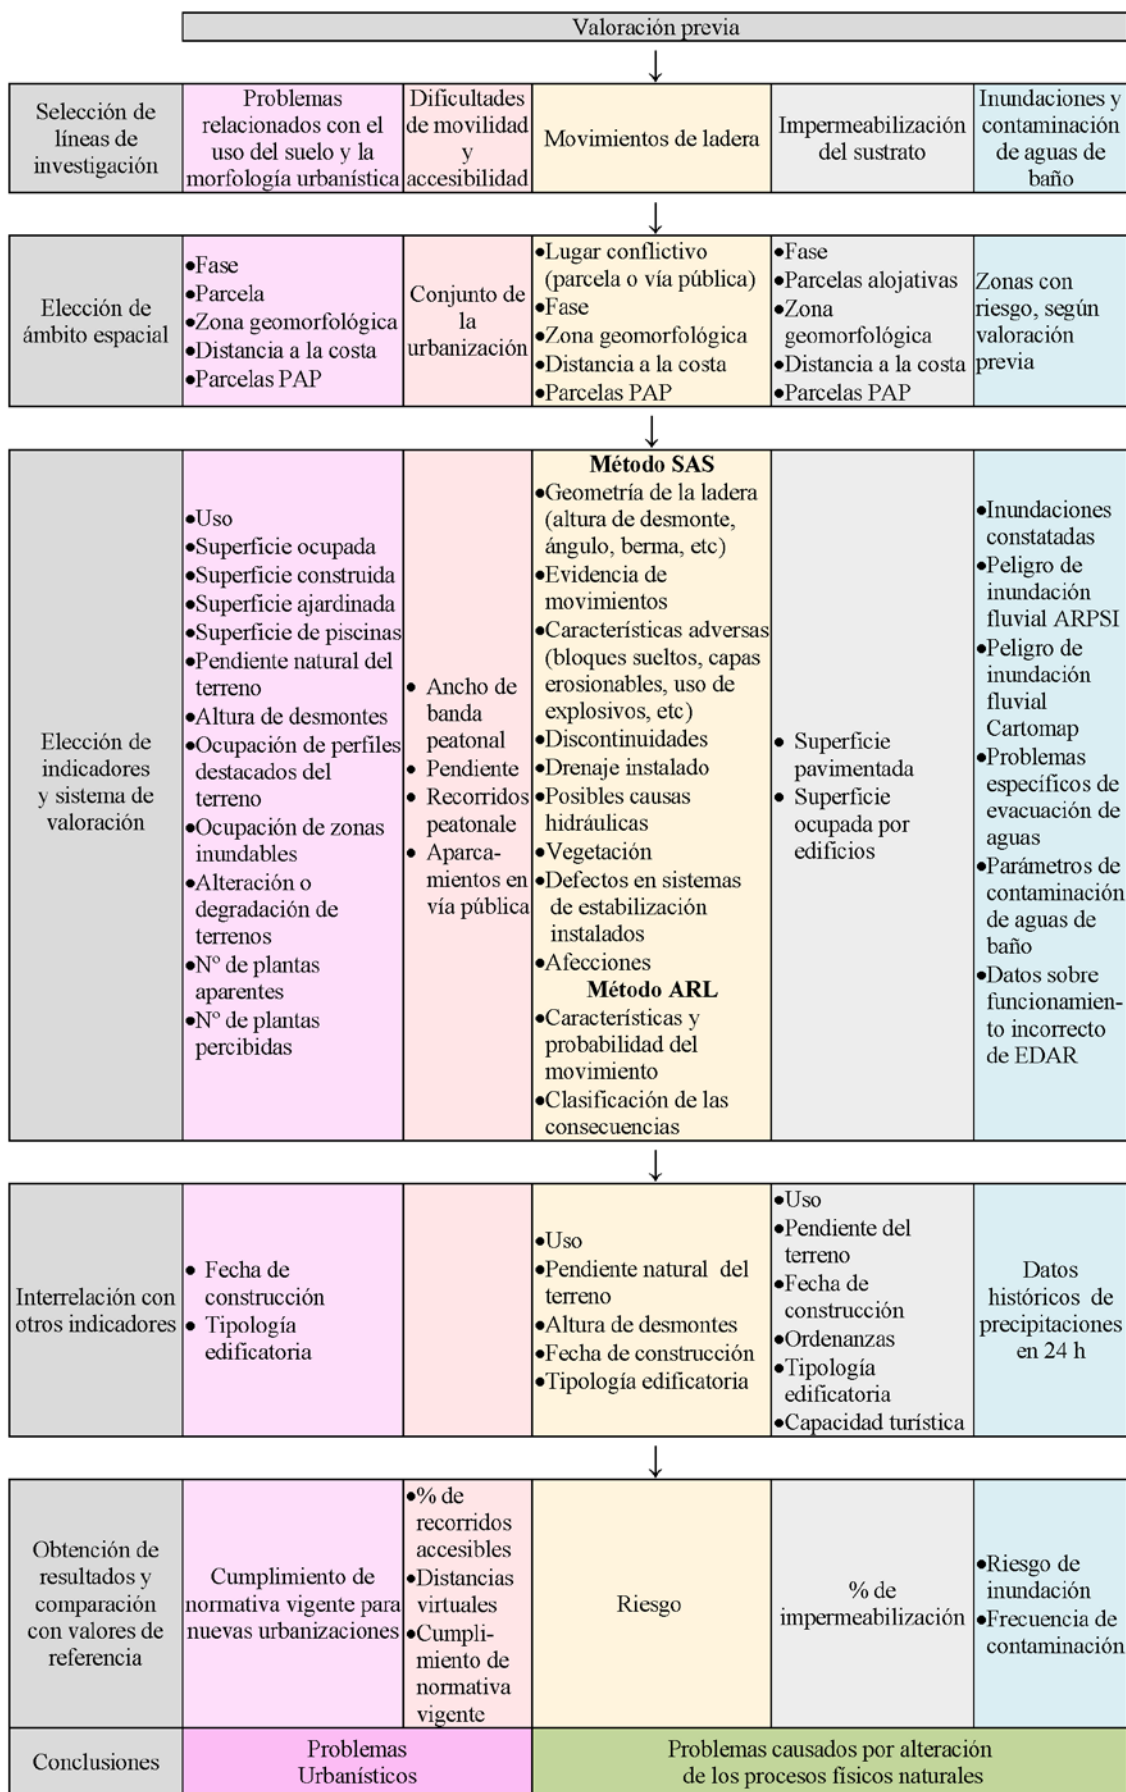 Valoración previa
↓
Selección de
líneas de
investigación
Problemas
relacionados con el
uso del suelo y la
morfología urbanística
Dificultades
de movilidad
y
accesibilidad
Movimientos de ladera
Impermeabilización
del sustrato
Inundaciones y
contaminación
de aguas de
baño
↓
Elección de
ámbito espacial
●Fase
●Parcela
●Zona geomorfológica
●Distancia a la costa
●Parcelas PAP
Conjunto de
la
urbanización
●Lugar conflictivo
(parcela o vía pública)
●Fase
●Zona geomorfológica
●Distancia a la costa
●Parcelas PAP
●Fase
●Parcelas alojativas
●Zona
geomorfológica
●Distancia a la costa
●Parcelas PAP
Zonas con
riesgo, según
valoración
previa
↓
Elección de
indicadores
y sistema de
valoración
●Uso
●Superficie ocupada
●Superficie construida
●Superficie ajardinada
●Superficie de piscinas
●Pendiente natural del
terreno
●Altura de desmontes
●Ocupación de perfiles
destacados del
terreno
●Ocupación de zonas
inundables
●Alteración o
degradación de
terrenos
●Nº de plantas
aparentes
●Nº de plantas
percibidas
● Ancho de
banda
peatonal
● Pendiente
● Recorridos
peatonale
● Aparca-
mientos en
vía pública
Método SAS
●Geometría de la ladera
(altura de desmonte,
ángulo, berma, etc)
●Evidencia de
movimientos
●Características adversas
(bloques sueltos, capas
erosionables, uso de
explosivos, etc)
●Discontinuidades
●Drenaje instalado
●Posibles causas
hidráulicas
●Vegetación
●Defectos en sistemas
de estabilización
instalados
●Afecciones
Método ARL
●Características y
probabilidad del
movimiento
●Clasificación de las
consecuencias
● Superficie
pavimentada
● Superficie
ocupada por
edificios
●Inundaciones
constatadas
●Peligro de
inundación
fluvial ARPSI
●Peligro de
inundación
fluvial
Cartomap
●Problemas
específicos de
evacuación de
aguas
●Parámetros de
contaminación
de aguas de
baño
●Datos sobre
funcionamien-
to incorrecto
de EDAR
↓
Interrelación con
otros indicadores
● Fecha de
construcción
● Tipología
edificatoria
●Uso
●Pendiente natural del
terreno
●Altura de desmontes
●Fecha de construcción
●Tipología edificatoria
●Uso
●Pendiente del
terreno
●Fecha de
construcción
●Ordenanzas
●Tipología
edificatoria
●Capacidad turística
Datos
históricos de
precipitaciones
en 24 h
↓
Obtención de
resultados y
comparación
con valores de
referencia
Cumplimiento de
normativa vigente para
nuevas urbanizaciones
●% de
recorridos
accesibles
●Distancias
virtuales
●Cumpli-
miento de
normativa
vigente
Riesgo
% de
impermeabilización
●Riesgo de
inundación
●Frecuencia de
contaminación
Conclusiones
Problemas
Urbanísticos
Problemas causados por alteración
de los procesos físicos naturales